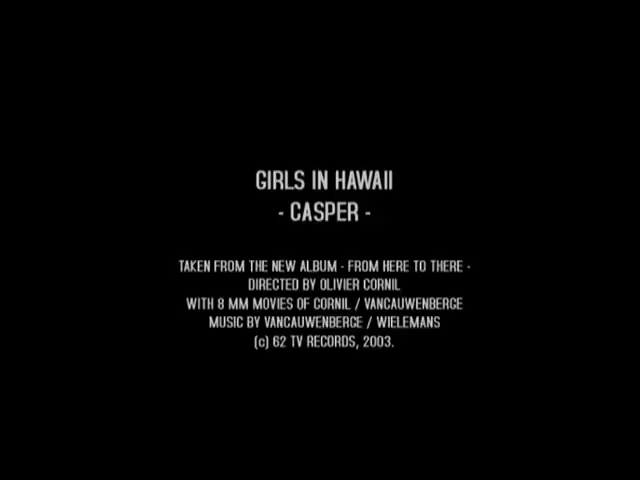 GIRLS IN HAWAII
- CASPER -
TAKEN FROM THE NEW ALBUM - FROM HERE TO THERE -
DIRECTED BY OLIVIER CORNIL
WITH 8 MM MOVIES OF CORNIL / VANCAUWENBERGE
MUSIC BY VANCAUWENBERGE / WIELEMANS
(c) 62 TV RECORDS, 2003.